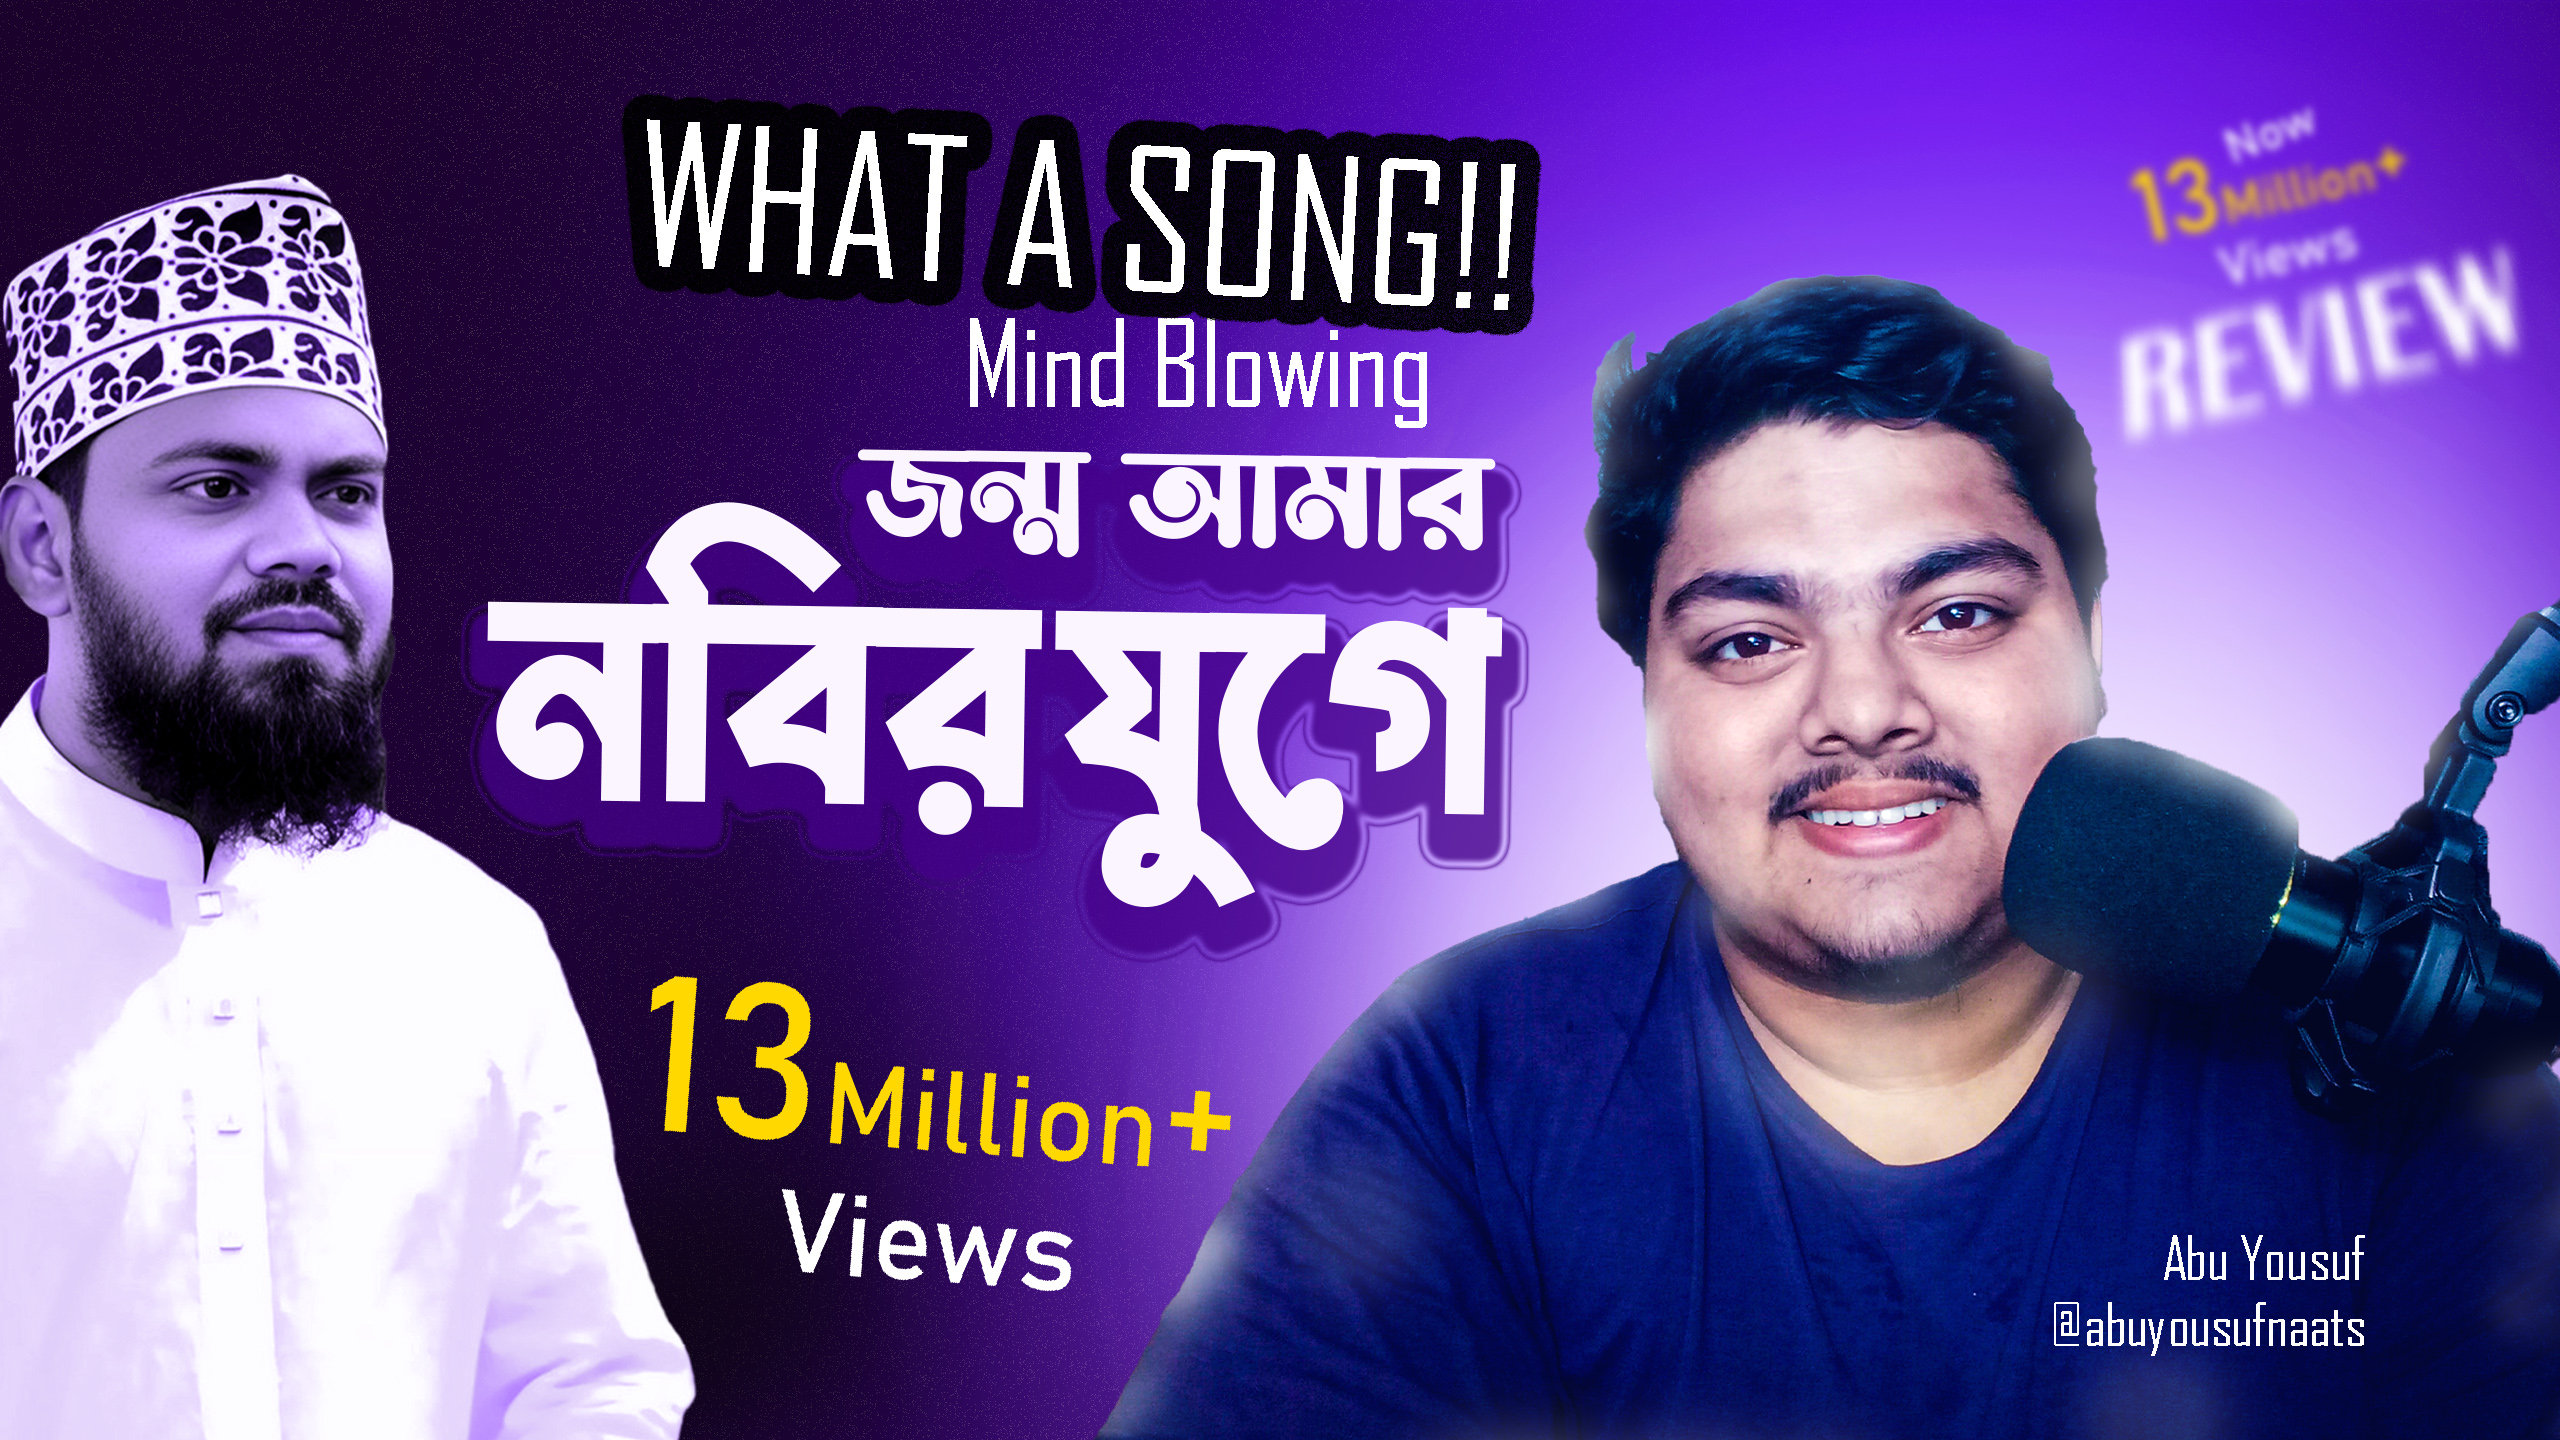 WHAT A SONG!!
Mind Blowing
জন্ম আমার
নবির যুগে
13 Million+
Views
Now
13 Million+
Views
REVIEW
Abu Yousuf
@abuyousufnaats